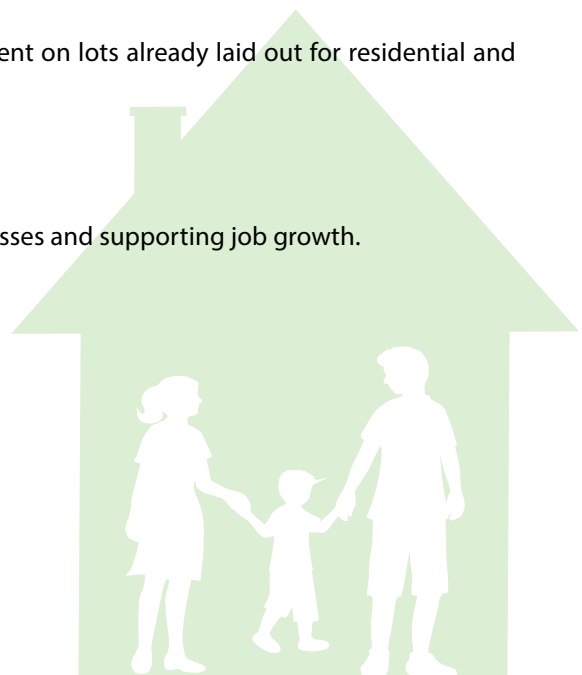 ent on lots already laid out for residential and
sses and supporting job growth.